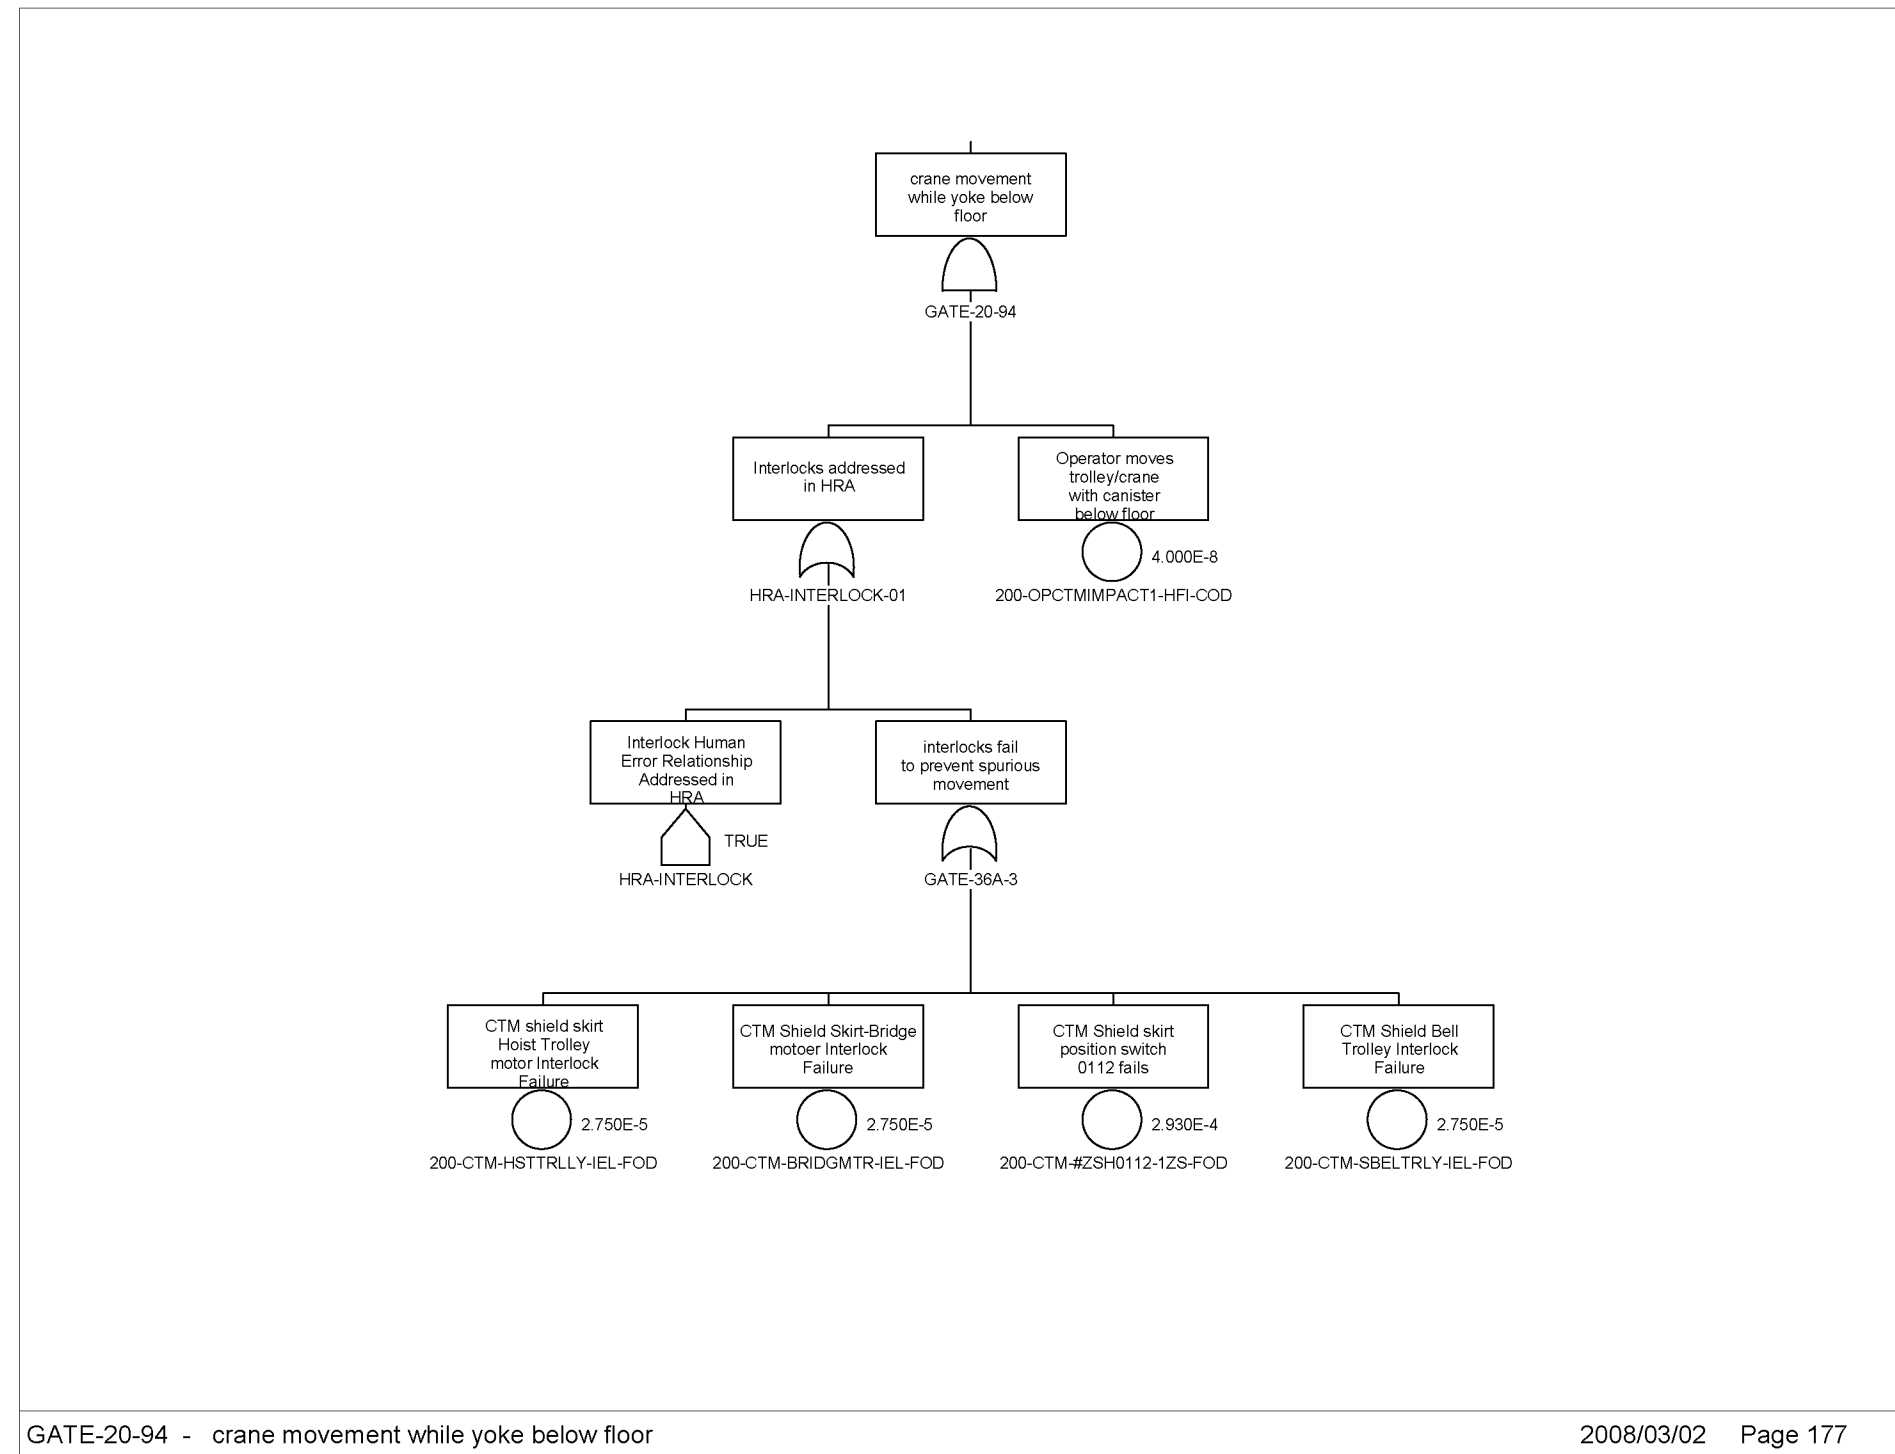 crane movement
while yoke below
floor
GATE-20-94
Interlocks addressed
in HRA
HRA-INTERLOCK-01
Operator moves
trolley/crane
with canister
below floor
4.000E-8
200-OPCTMIMPACT1-HFI-COD
Interlock Human
Error Relationship
Addressed in
HRA
TRUE
HRA-INTERLOCK
interlocks fail
to prevent spurious
movement
GATE-36A-3
CTM shield skirt
Hoist Trolley
motor Interlock
Failure
2.750E-5
200-CTM-HSTTRLLY-IEL-FOD
CTM Shield Skirt-Bridge
motoer Interlock
Failure
2.750E-5
200-CTM-BRIDGMTR-IEL-FOD
CTM Shield skirt
position switch
0112 fails
2.930E-4
200-CTM-#ZSH0112-1ZS-FOD
CTM Shield Bell
Trolley Interlock
Failure
2.750E-5
200-CTM-SBELTRLY-IEL-FOD
GATE-20-94 - crane movement while yoke below floor
2008/03/02 Page 177